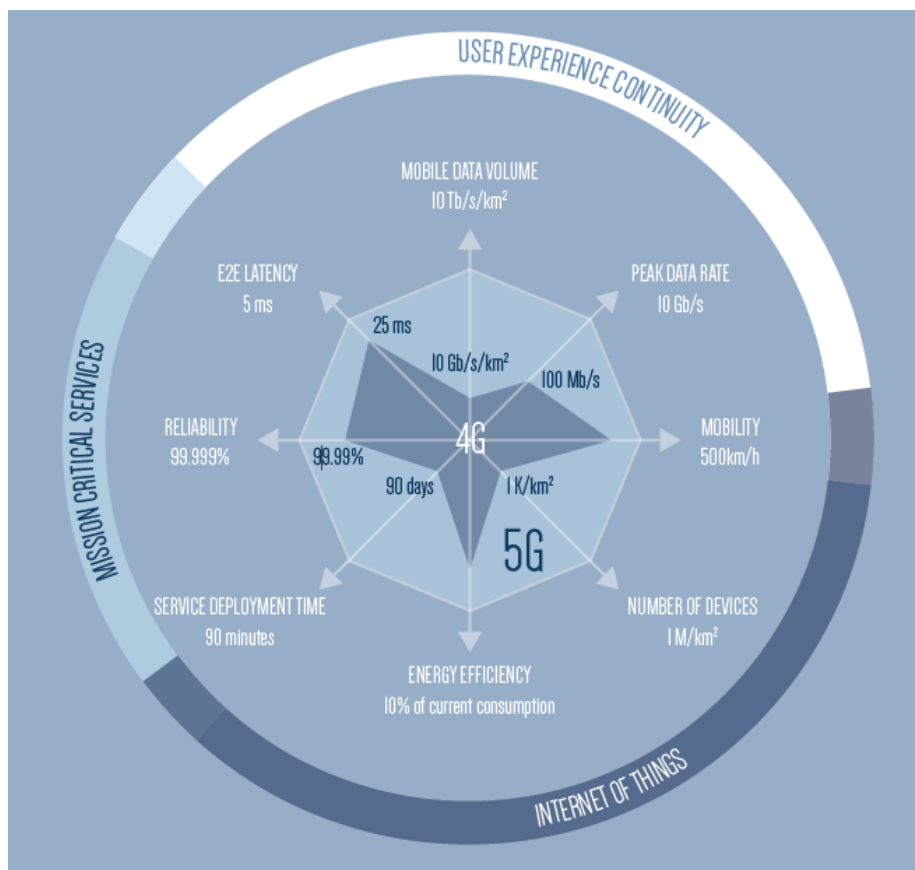 USER EXPERIENCE CONTINUITY
MOBILE DATA VOLUME
10 Tb/s/km²
E2E LATENCY
5 ms
PEAK DATA RATE
10 Gb/s
25 ms
10 Gb/s/km²
100 Mb/s
RELIABILITY
99.999%
4G
MOBILITY
500km/h
99.99%
90 days
1 K/km²
MISSION CRITICAL SERVICES
5G
SERVICE DEPLOYMENT TIME
90 minutes
NUMBER OF DEVICES
1 M/km²
ENERGY EFFICIENCY
10% of current consumption
INTERNET OF THINGS